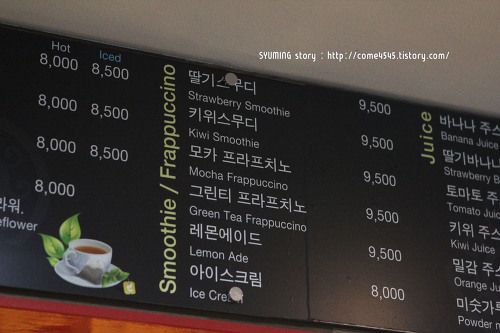 SYUMING story : http://come4545.tistory.com/
Hot Iced
8,000 8,500
8,000 8,500
8,000 8,500
8,000
Smoothie / Frappuccino
딸기스무디 9,500
Strawberry Smoothie
키위스무디 9,500
Kiwi Smoothie
모카 프라프치노 9,500
Mocha Frappuccino
그린티 프라프치노 9,500
Green Tea Frappuccino
레몬에이드 9,500
Lemon Ade
아이스크림 8,000
Juice
바나나 주스
Banana Juice
딸기바나나
Strawberry
토마토 주
Tomato Juice
키위 주스
Kiwi Juice
밀감 주스
Orange
미숫가루